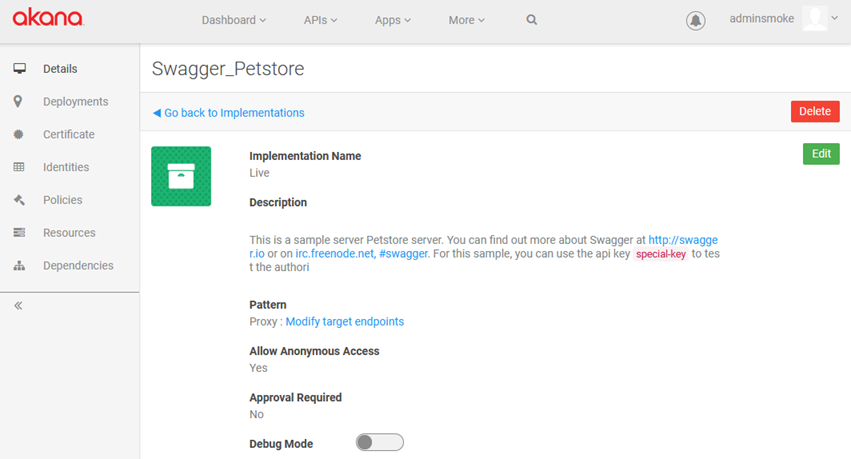 akana
Dashboard
APIs
Apps
More
adminsmoke
Details
Deployments
Certificate
Identities
Policies
Resources
Dependencies
Swagger_Petstore
Go back to Implementations
Delete
Edit
Implementation Name
Live
Description
This is a sample server Petstore server. You can find out more about Swagger at http://swagge
r.io or on irc.freenode.net, #swagger. For this sample, you can use the api key special-key to tes
t the authori
Pattern
Proxy : Modify target endpoints
Allow Anonymous Access
Yes
Approval Required
No
Debug Mode